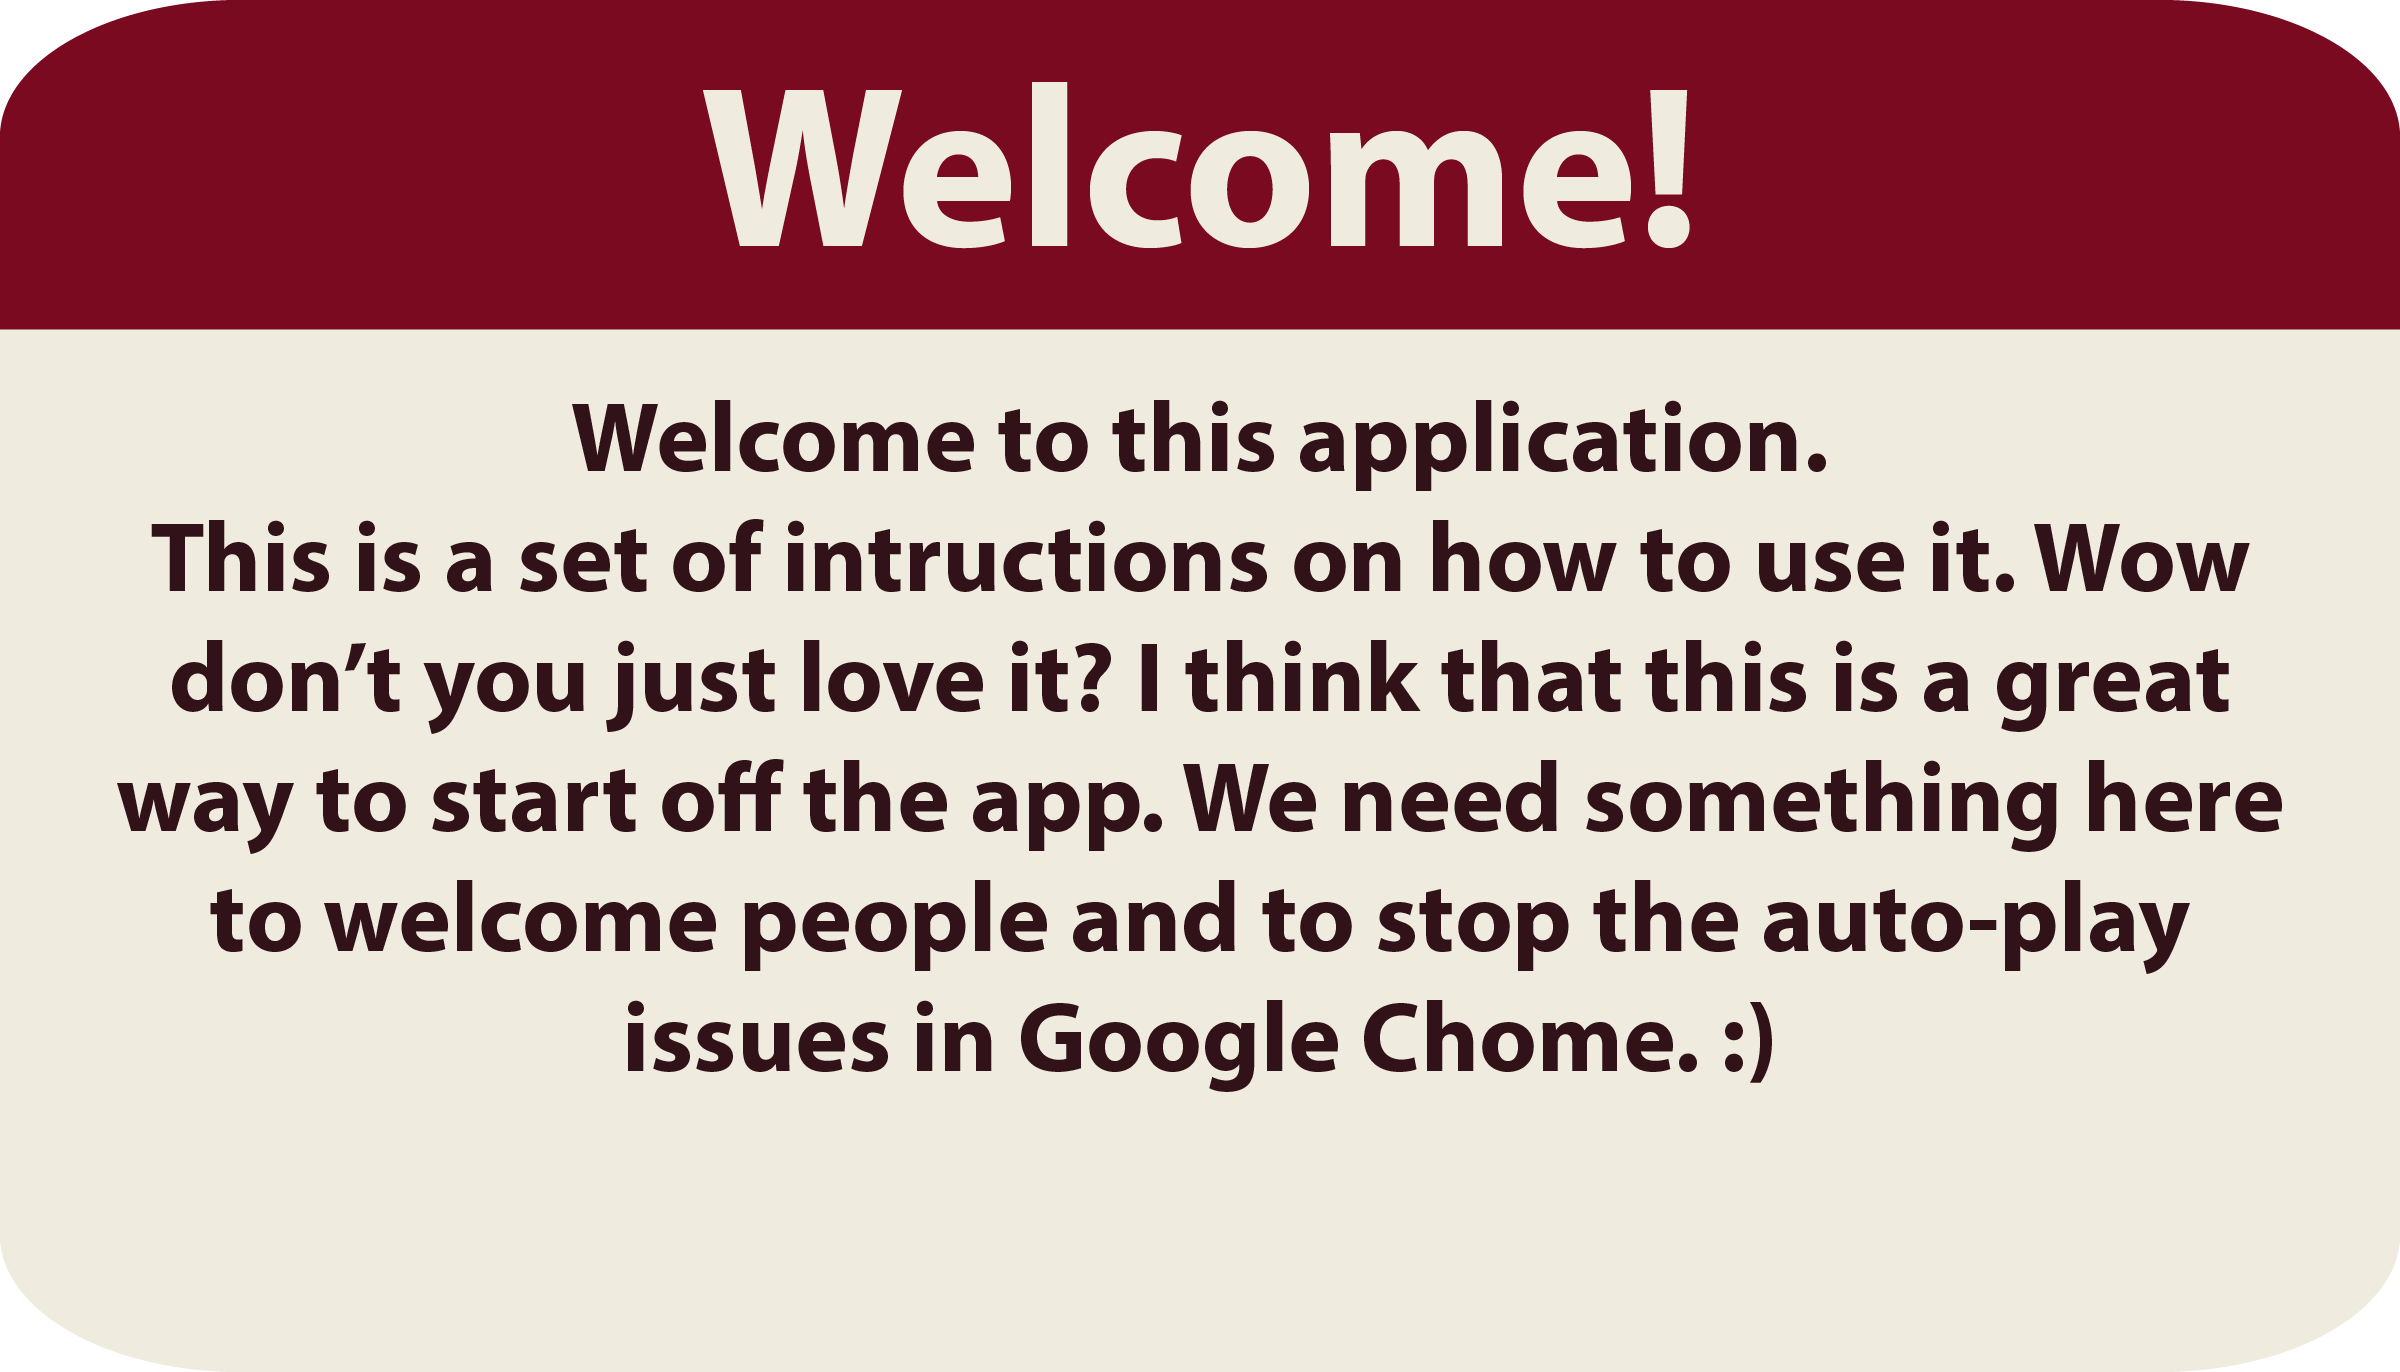 Welcome!
Welcome to this application.
This is a set of intructions on how to use it. Wow
don’t you just love it? I think that this is a great
way to start off the app. We need something here
to welcome people and to stop the auto-play
issues in Google Chome. :)